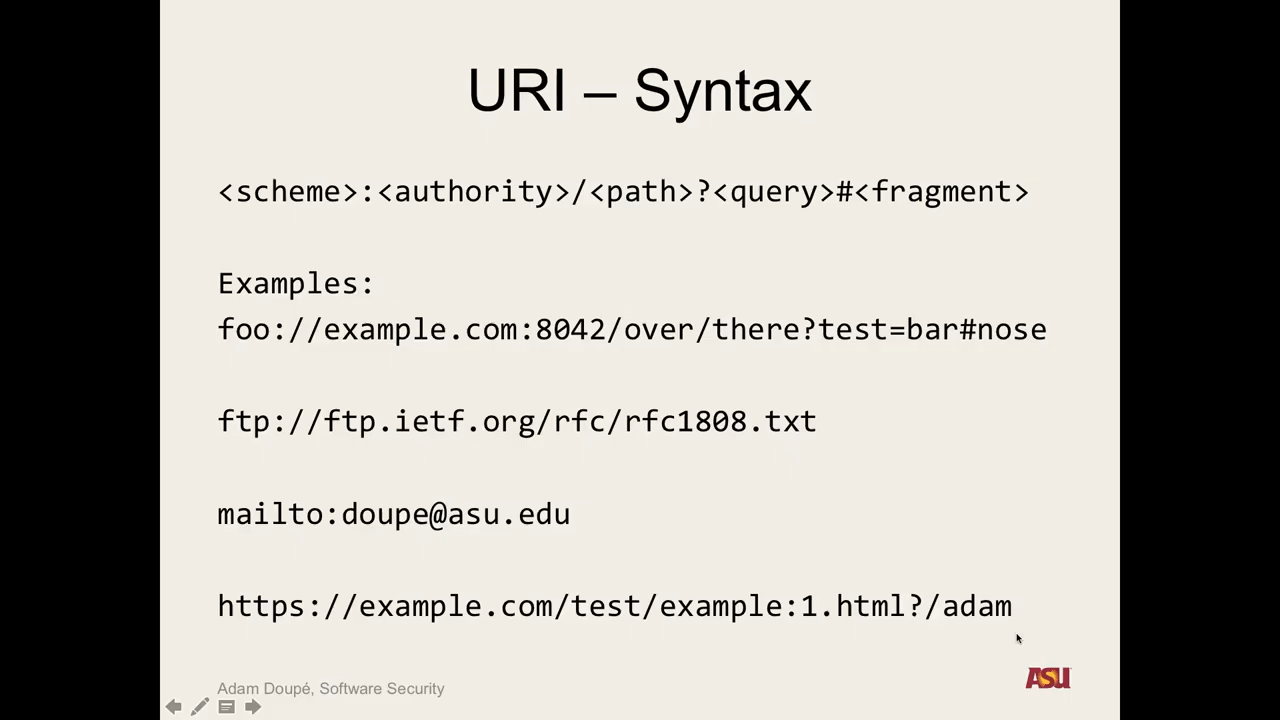 URI – Syntax
<scheme>:<authority>/<path>?<query>#<fragment>
Examples:
foo://example.com:8042/over/there?test=bar#nose
ftp://ftp.ietf.org/rfc/rfc1808.txt
mailto:doupe@asu.edu
https://example.com/test/example:1.html?/adam
Adam Doupé, Software Security
ASU